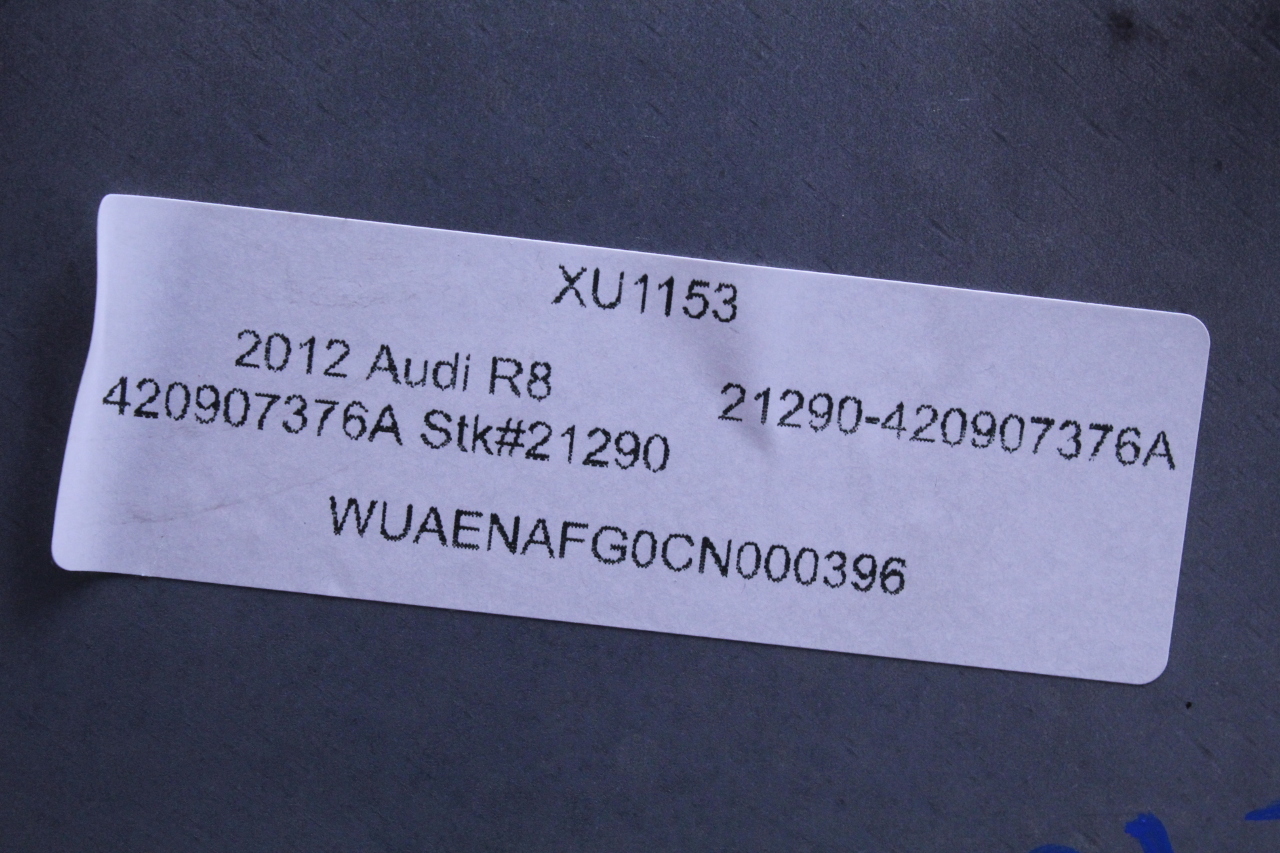 XU1153
2012 Audi R8
420907376A Stk#21290
21290-420907376A
WUAENAFG0CN000396